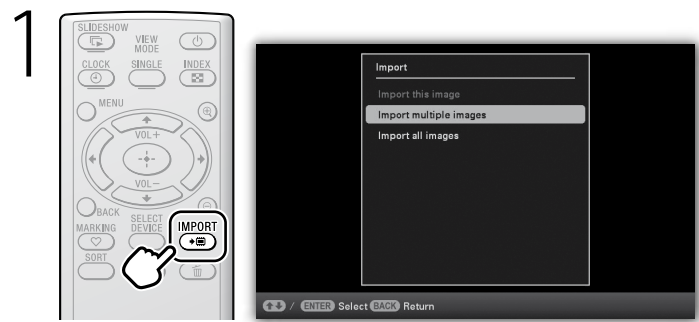 1
SLIDESHOW
VIEW
MODE
CLOCK SINGLE INDEX
MENU
VOL+
VOL-
BACK
MARKING SELECT
DEVICE IMPORT
SORT
Import
Import this image
Import multiple images
Import all images
/ ENTER Select BACK Return